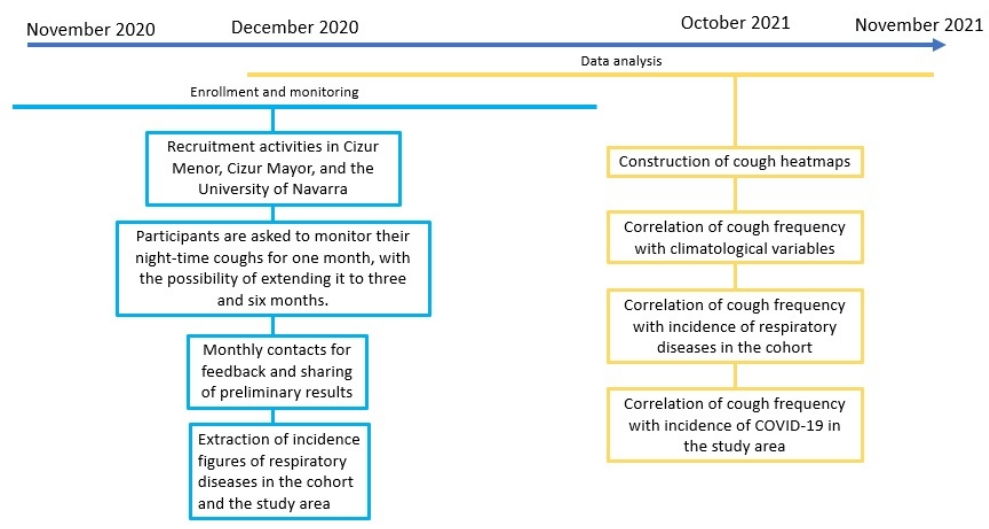 November 2020
December 2020
October 2021
November 2021
Data analysis
Enrollment and monitoring
Recruitment activities in Cizur
Menor, Cizur Mayor, and the
University of Navarra
Participants are asked to monitor their
night-time coughs for one month, with
the possibility of extending it to three
and six months.
Monthly contacts for
feedback and sharing
of preliminary results
Extraction of incidence
figures of respiratory
diseases in the cohort
and the study area
Construction of cough heatmaps
Correlation of cough frequency
with climatological variables
Correlation of cough frequency
with incidence of respiratory
diseases in the cohort
Correlation of cough frequency
with incidence of COVID-19 in
the study area